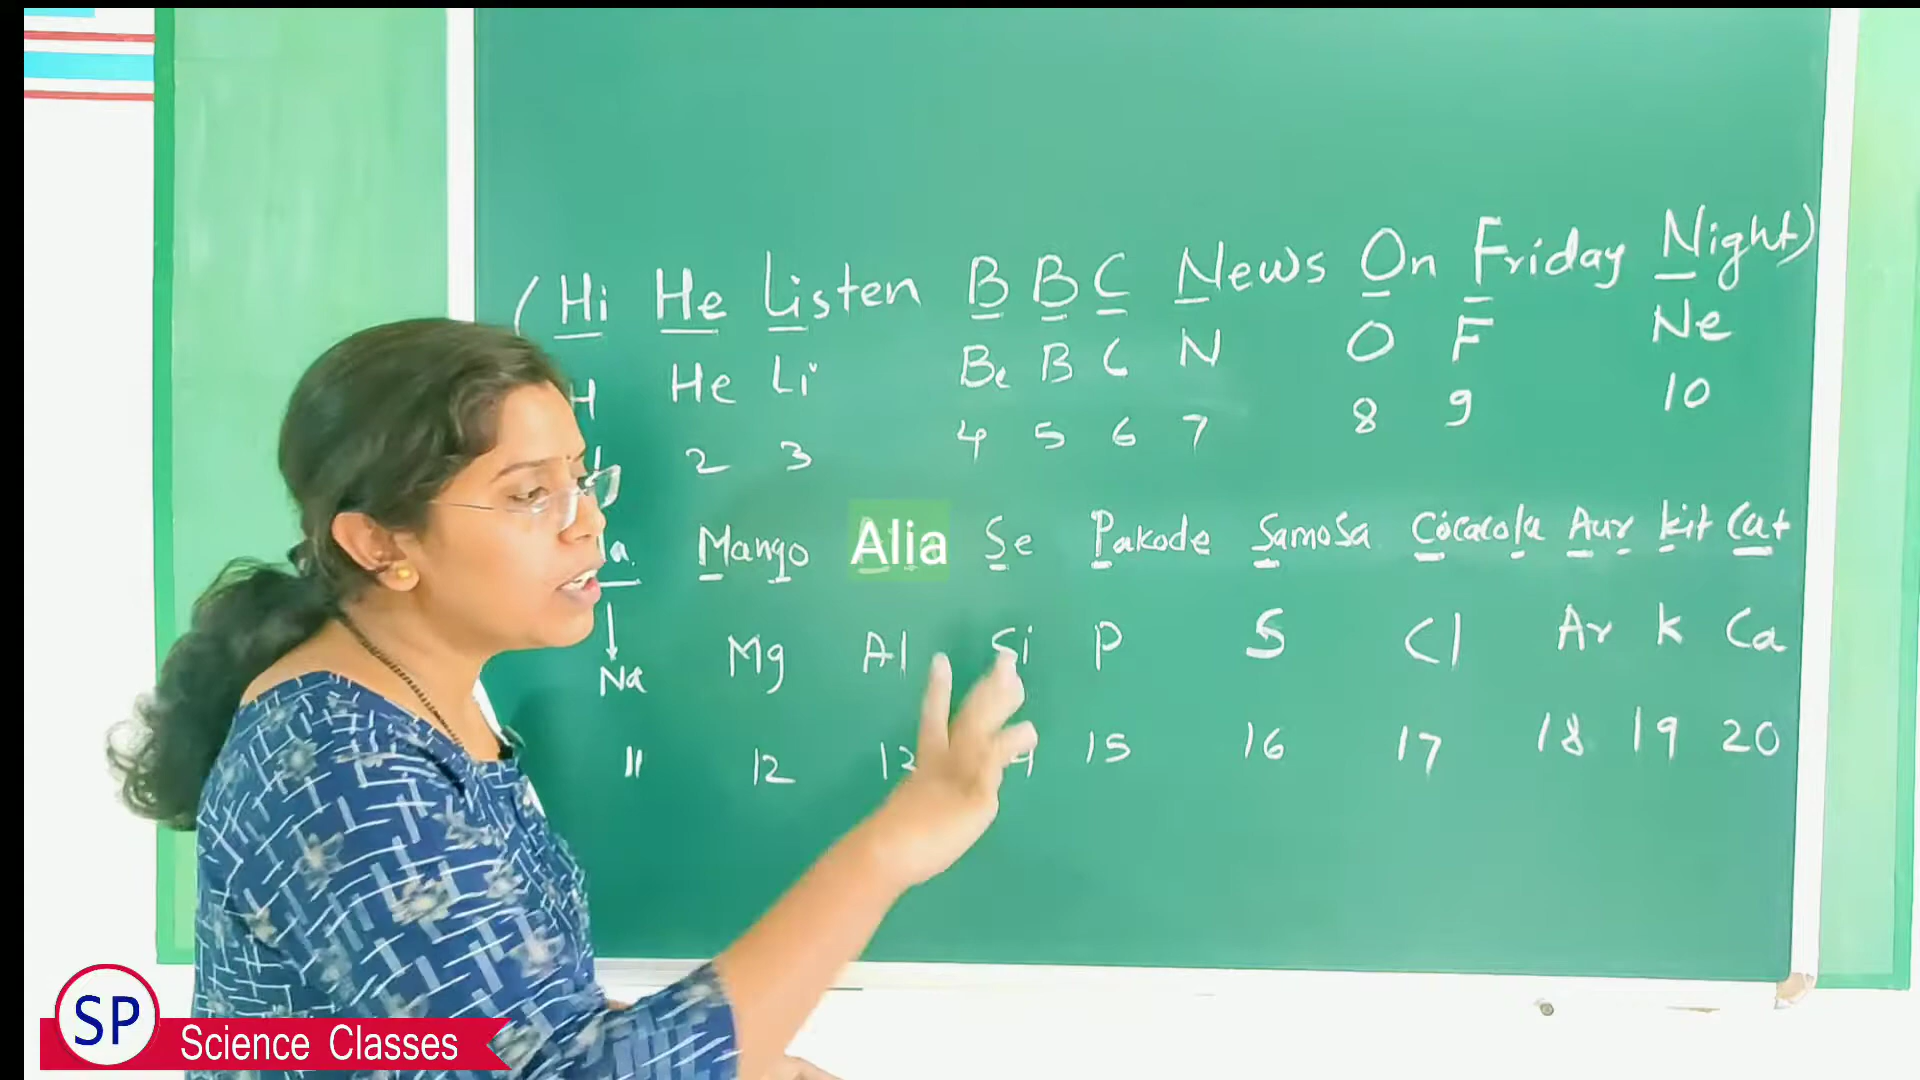 (Hi He Listen B B C News On Friday Night)
H He Li Be B C N O F Ne
2 3 4 5 6 7 8 9 10
Mango Alia Se Pakode Samosa Cocacola Aur kit Cat
Na Mg Al Si P S Cl Ar K Ca
11 12 15 16 17 18 19 20
SP
Science Classes